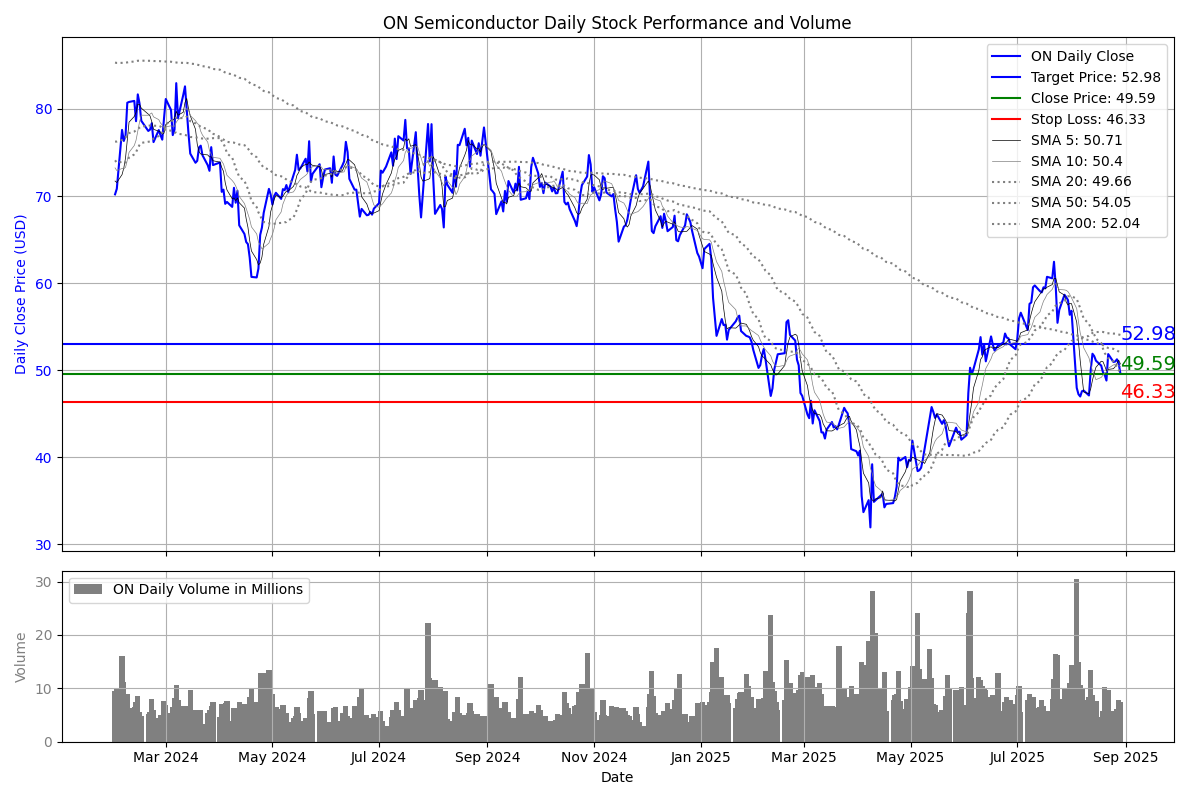 ON Semiconductor Daily Stock Performance and Volume
ON Daily Close
Target Price: 52.98
Close Price: 49.59
Stop Loss: 46.33
SMA 5: 50.71
SMA 10: 50.4
SMA 20: 49.66
SMA 50: 54.05
SMA 200: 52.04
Daily Close Price (USD)
80
70
60
50
40
30
52.98
49.59
46.33
ON Daily Volume in Millions
Volume
30
20
10
0
Mar 2024 May 2024 Jul 2024 Sep 2024 Nov 2024 Jan 2025 Mar 2025 May 2025 Jul 2025 Sep 2025
Date